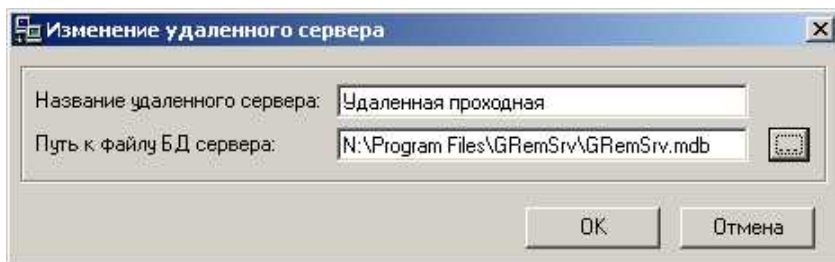 Изменение удаленного сервера
Название удаленного сервера: Удаленная проходная
Путь к файлу БД сервера: N:\Program Files\GRemSrv\GRemSrv.mdb ...
OK Отмена